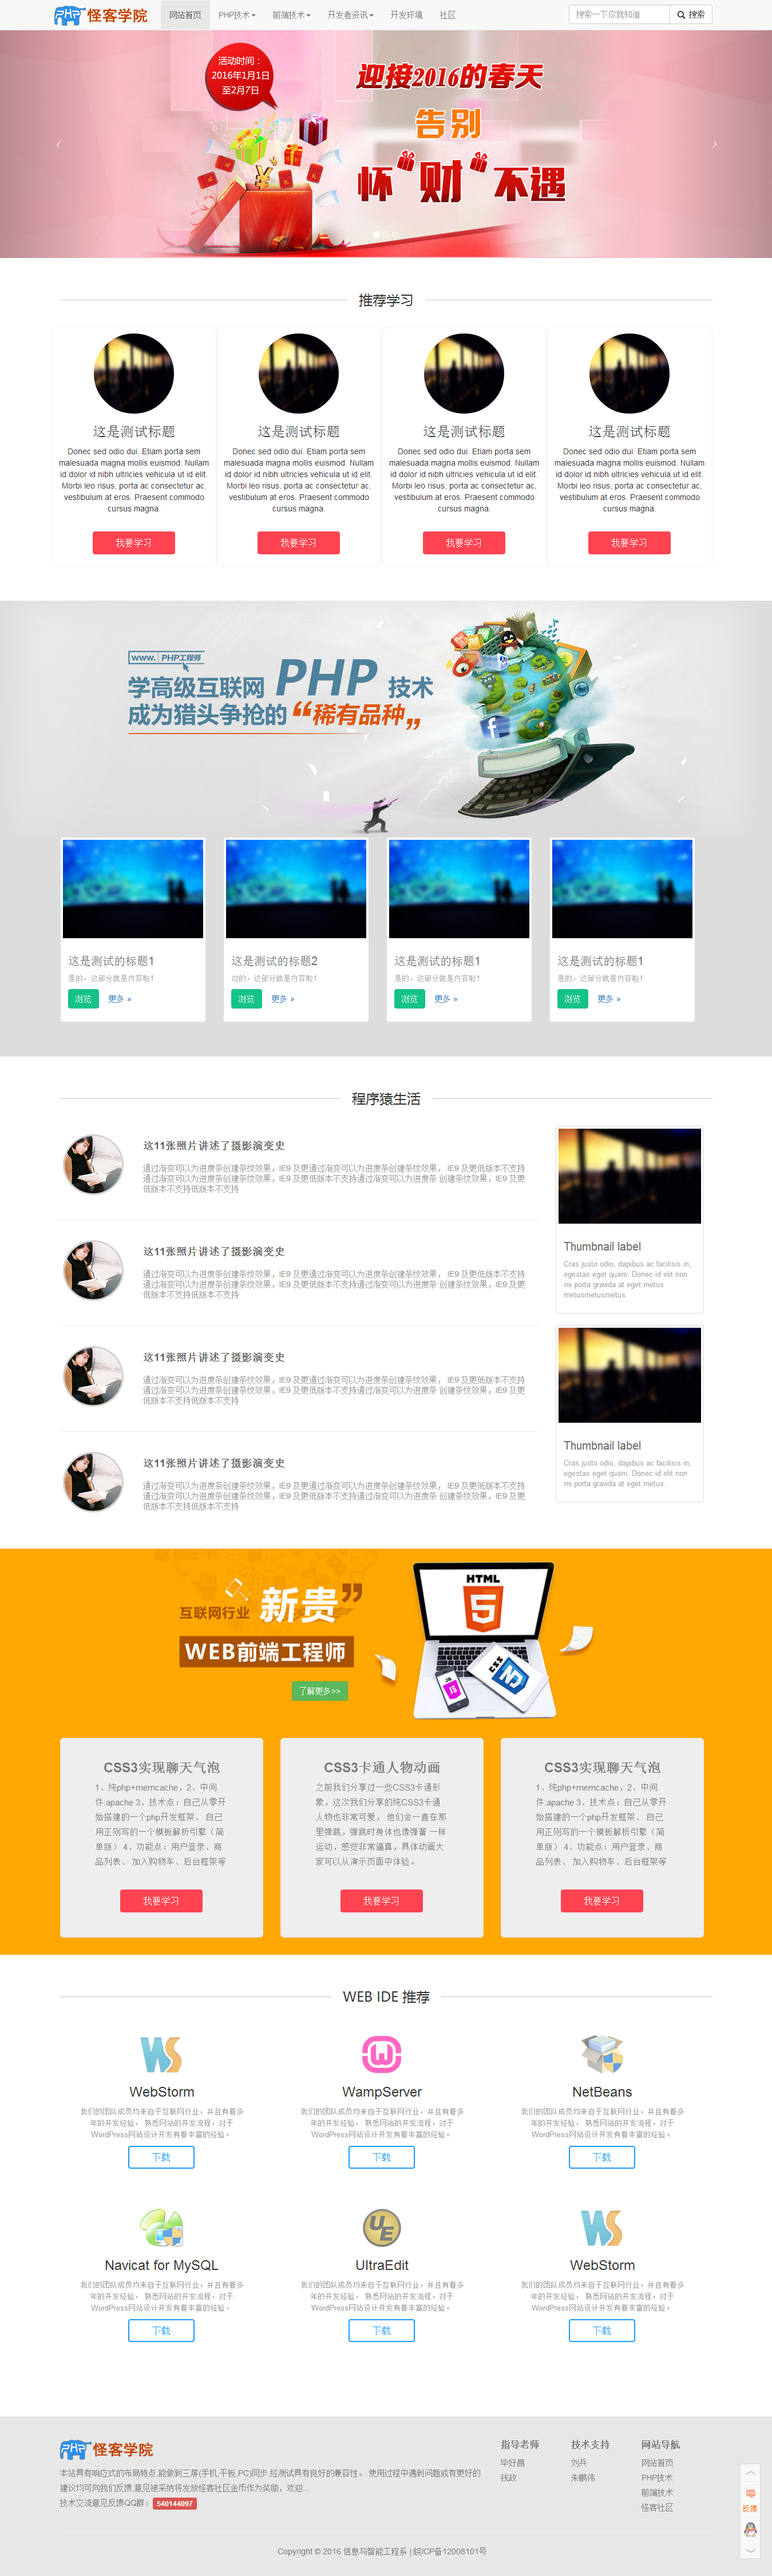 PHP 怪客学院 网站首页 PHP技术 前端技术 开发者资讯 开发环境 社区 搜索一下你就知道 搜索
活动时间：
2016年1月1日
至2月7日
迎接2016的春天
告别
怀"财"不遇
推荐学习
这是测试标题 这是测试标题 这是测试标题 这是测试标题
Donec sed odio dui. Etiam porta sem Donec sed odio dui. Etiam porta sem Donec sed odio dui. Etiam porta sem Donec sed odio dui. Etiam porta sem
malesuada magna mollis euismod. Nullam malesuada magna mollis euismod. Nullam malesuada magna mollis euismod. Nullam malesuada magna mollis euismod. Nullam
id dolor id nibh ultricies vehicula ut id elit. id dolor id nibh ultricies vehicula ut id elit. id dolor id nibh ultricies vehicula ut id elit. id dolor id nibh ultricies vehicula ut id elit.
Morbi leo risus, porta ac consectetur ac, Morbi leo risus, porta ac consectetur ac, Morbi leo risus, porta ac consectetur ac, Morbi leo risus, porta ac consectetur ac,
vestibulum at eros. Praesent commodo vestibulum at eros. Praesent commodo vestibulum at eros. Praesent commodo vestibulum at eros. Praesent commodo
cursus magna. cursus magna. cursus magna. cursus magna.
我要学习 我要学习 我要学习 我要学习
www. PHP工程师
学高级互联网 PHP 技术
成为猎头争抢的“稀有品种”
这是测试的标题1 这是测试的标题2 这是测试的标题1 这是测试的标题1
是的，这部分就是内容啦！ 对的，这部分就是内容啦！ 是的，这部分就是内容啦！ 是的，这部分就是内容啦！
浏览 更多 » 浏览 更多 » 浏览 更多 » 浏览 更多 »
程序猿生活
这11张照片讲述了摄影演变史
通过渐变可以为进度条创建条纹效果，IE9 及更通过渐变可以为进度条创建条纹效果， IE9 及更低版本不支持
通过渐变可以为进度条创建条纹效果，IE9 及更低版本不支持通过渐变可以为进度条 创建条纹效果，IE9 及更
低版本不支持低版本不支持
这11张照片讲述了摄影演变史
通过渐变可以为进度条创建条纹效果，IE9 及更通过渐变可以为进度条创建条纹效果， IE9 及更低版本不支持
通过渐变可以为进度条创建条纹效果，IE9 及更低版本不支持通过渐变可以为进度条 创建条纹效果，IE9 及更
低版本不支持低版本不支持
这11张照片讲述了摄影演变史
通过渐变可以为进度条创建条纹效果，IE9 及更通过渐变可以为进度条创建条纹效果， IE9 及更低版本不支持
通过渐变可以为进度条创建条纹效果，IE9 及更低版本不支持通过渐变可以为进度条 创建条纹效果，IE9 及更
低版本不支持低版本不支持
这11张照片讲述了摄影演变史
通过渐变可以为进度条创建条纹效果，IE9 及更通过渐变可以为进度条创建条纹效果， IE9 及更低版本不支持
通过渐变可以为进度条创建条纹效果，IE9 及更低版本不支持通过渐变可以为进度条 创建条纹效果，IE9 及更
低版本不支持低版本不支持
Thumbnail label
Cras justo odio, dapibus ac facilisis in,
egestas eget quam. Donec id elit non
mi porta gravida at eget metus
metusmetusmetus.
Thumbnail label
Cras justo odio, dapibus ac facilisis in,
egestas eget quam. Donec id elit non
mi porta gravida at eget metus.
互联网行业 新贵”
WEB前端工程师
了解更多>>
HTML
5
CSS
JS
CSS3实现聊天气泡
1、纯php+memcache，2、中间
件:apache 3、技术点：自己从零开
始搭建的一个php开发框架、 自己
用正则写的一个模板解析引擎（简
单版） 4、功能点：用户登录、商
品列表、 加入购物车、后台框架等
我要学习
CSS3卡通人物动画
之前我们分享过一些CSS3卡通形
象，这次我们分享的纯CSS3卡通
人物也非常可爱， 他们会一直在那
里弹跳，弹跳时身体也像弹簧 一样
运动，感觉非常逼真，具体动画大
家可以从演示页面中体验。
我要学习
CSS3实现聊天气泡
1、纯php+memcache，2、中间
件:apache 3、技术点：自己从零开
始搭建的一个php开发框架、 自己
用正则写的一个模板解析引擎（简
单版） 4、功能点：用户登录、商
品列表、 加入购物车、后台框架等
我要学习
WEB IDE 推荐
WebStorm WampServer NetBeans
我们的团队成员均来自于互联网行业，并且有着多 我们的团队成员均来自于互联网行业，并且有着多 我们的团队成员均来自于互联网行业，并且有着多
年的开发经验， 熟悉网站的开发流程，对于 年的开发经验， 熟悉网站的开发流程，对于 年的开发经验， 熟悉网站的开发流程，对于
WordPress网站设计开发有着丰富的经验。 WordPress网站设计开发有着丰富的经验。 WordPress网站设计开发有着丰富的经验。
下载 下载 下载
Navicat for MySQL UltraEdit WebStorm
我们的团队成员均来自于互联网行业，并且有着多 我们的团队成员均来自于互联网行业，并且有着多 我们的团队成员均来自于互联网行业，并且有着多
年的开发经验， 熟悉网站的开发流程，对于 年的开发经验， 熟悉网站的开发流程，对于 年的开发经验， 熟悉网站的开发流程，对于
WordPress网站设计开发有着丰富的经验。 WordPress网站设计开发有着丰富的经验。 WordPress网站设计开发有着丰富的经验。
下载 下载 下载
PHP 怪客学院
本站具有响应式的布局特点,能做到三屏(手机,平板,PC)同步,经测试具有良好的兼容性。 使用过程中遇到问题或有更好的
建议均可向我们反馈,意见被采纳将发放怪客社区金币作为奖励，欢迎...
技术交流意见反馈QQ群： 540144097
指导老师 技术支持 网站导航
毕好昌 刘兵 网站首页
钱政 朱鹏伟 PHP技术
前端技术
怪客社区
反馈
Copyright © 2016 信息与智能工程系 | 皖ICP备12008101号